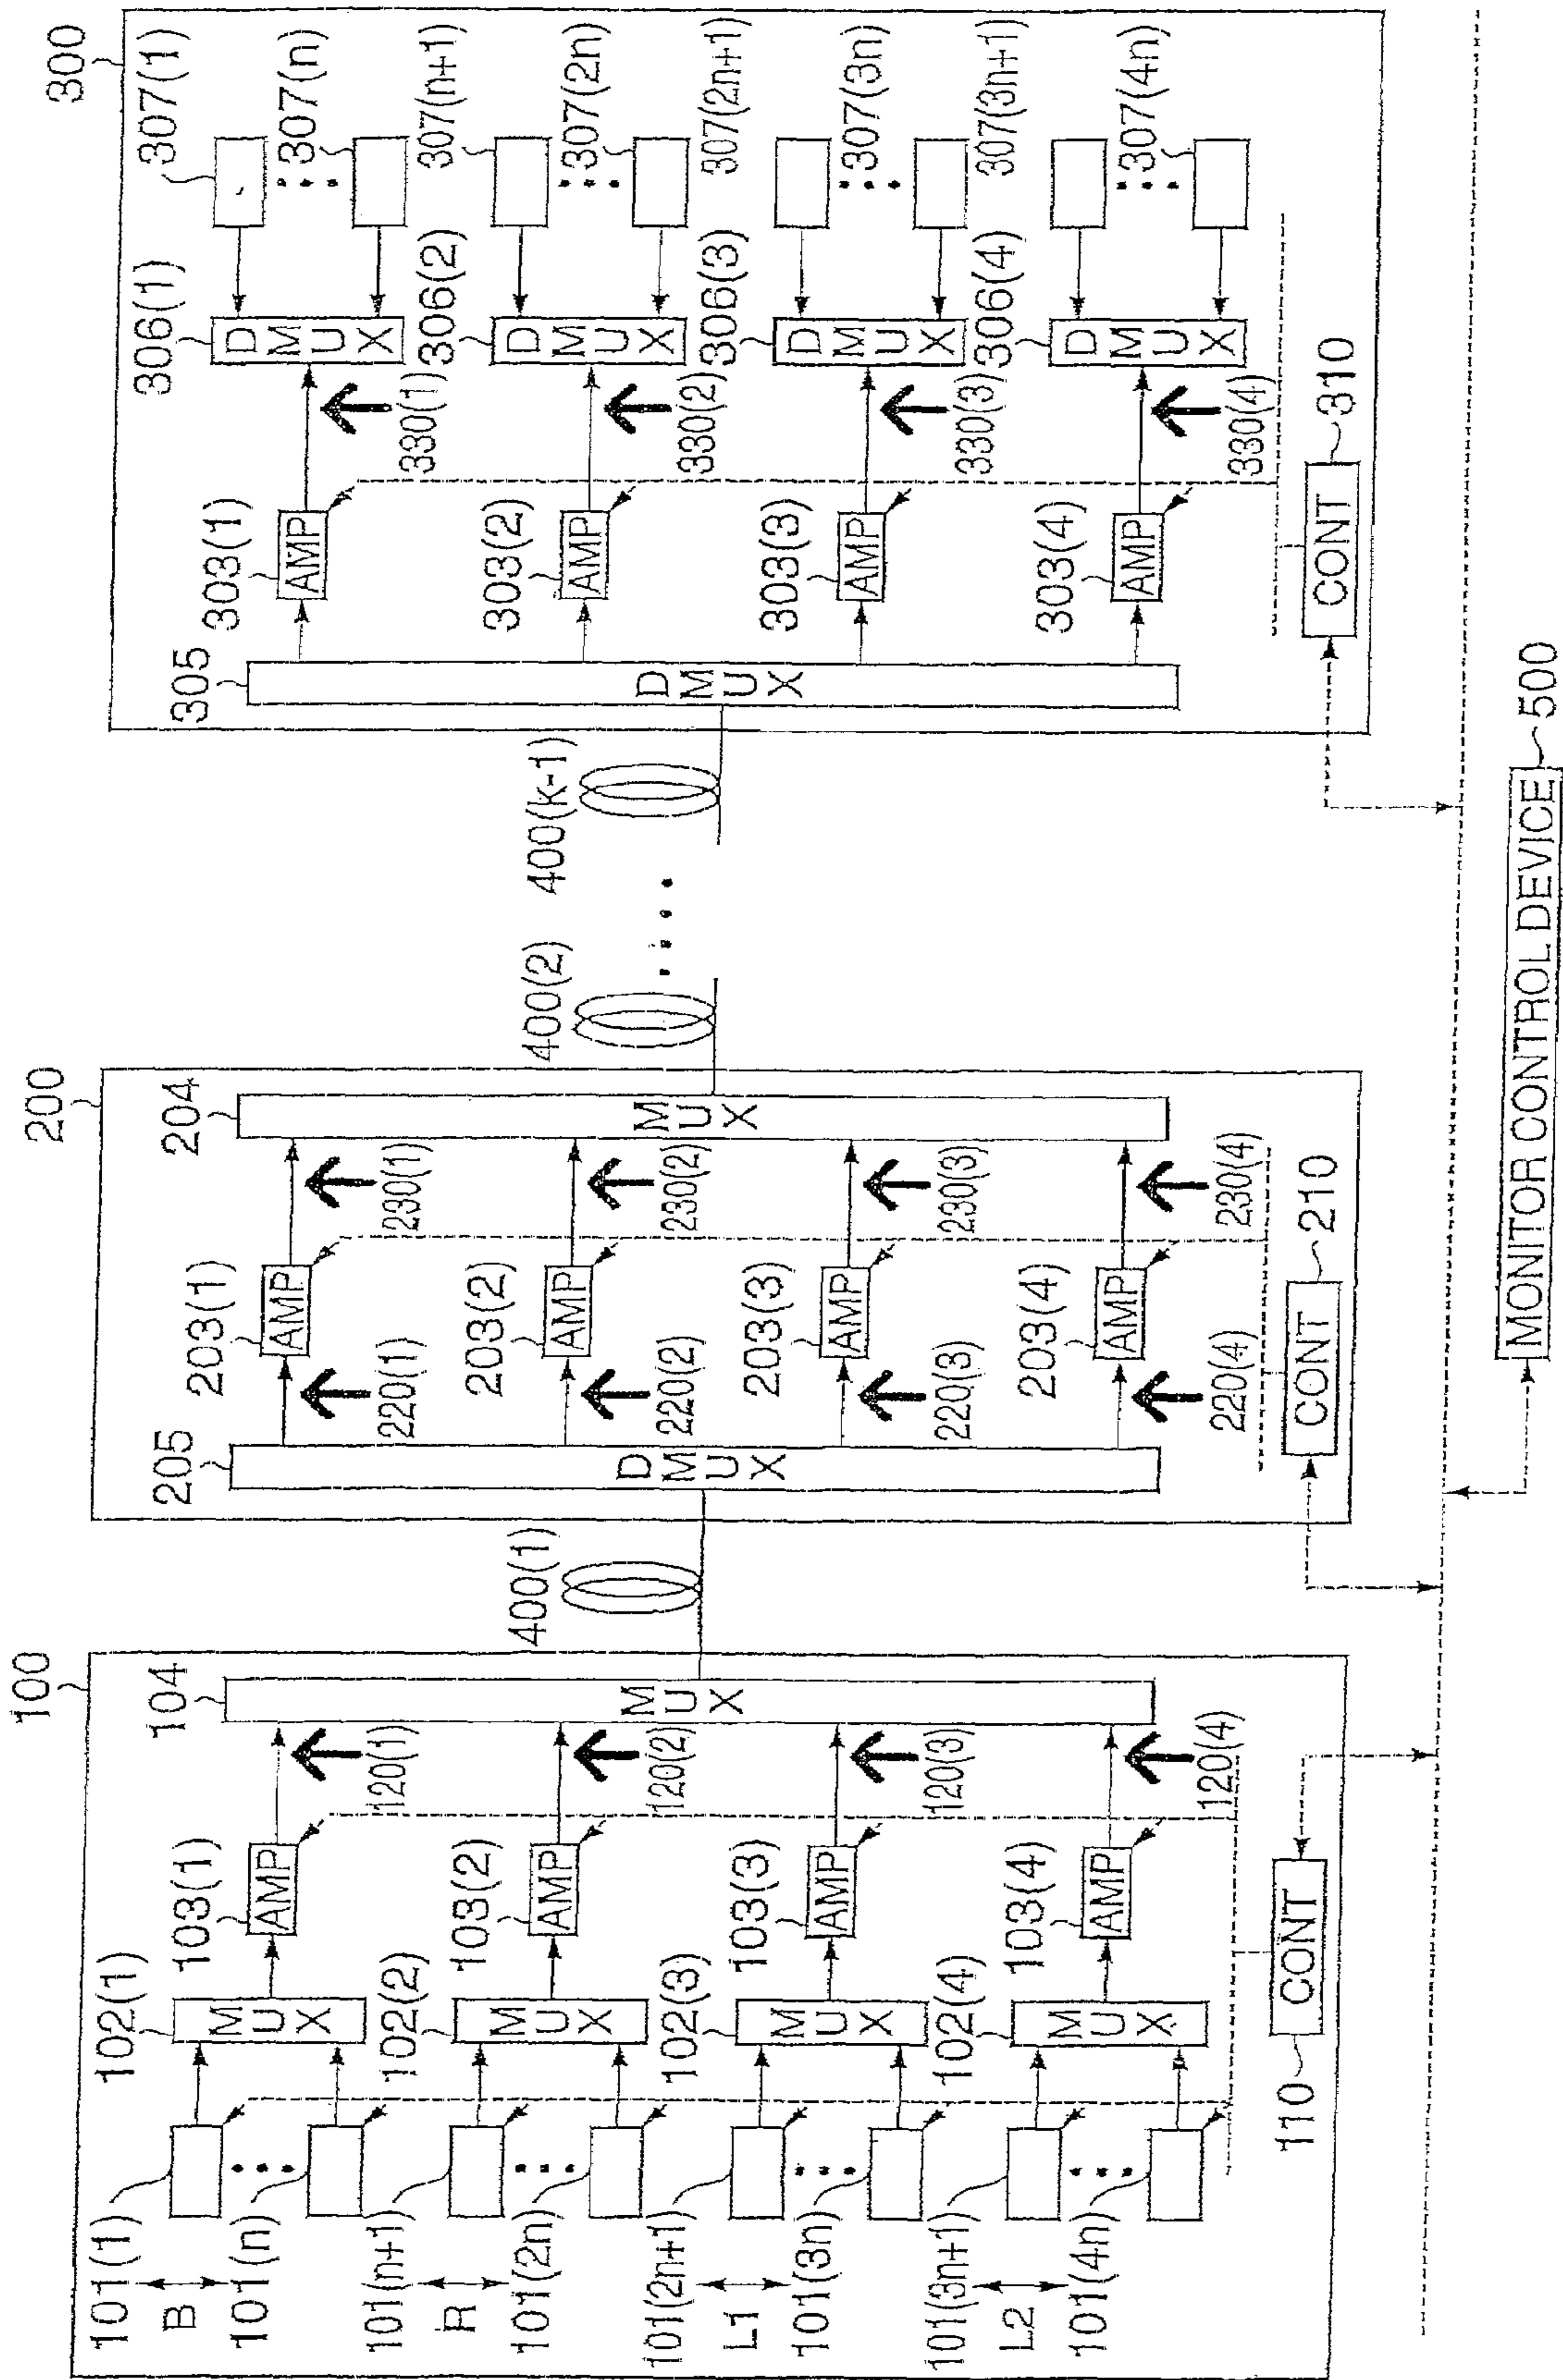 100
101(1)
B
101(n)
101(n+1)
R
101(2n)
101(2n+1)
L1
101(3n)
101(3n+1)
L2
101(4n)
102(1)
MUX
102(2)
MUX
102(3)
MUX
102(4)
MUX
103(1)
AMP
103(2)
AMP
103(3)
AMP
103(4)
AMP
120(1)
120(2)
120(3)
120(4)
104
MUX
110
CONT
400(1)
200
205
DMUX
220(1)
220(2)
220(3)
220(4)
203(1)
AMP
203(2)
AMP
203(3)
AMP
203(4)
AMP
230(1)
230(2)
230(3)
230(4)
204
MUX
CONT
210
400(2)
400(k-1)
300
305
DMUX
303(1)
AMP
303(2)
AMP
303(3)
AMP
303(4)
AMP
330(1)
330(2)
330(3)
330(4)
306(1)
DMUX
306(2)
DMUX
306(3)
DMUX
306(4)
DMUX
307(1)
307(n)
307(n+1)
307(2n)
307(2n+1)
307(3n)
307(3n+1)
307(4n)
CONT
310
MONITOR CONTROL DEVICE
500